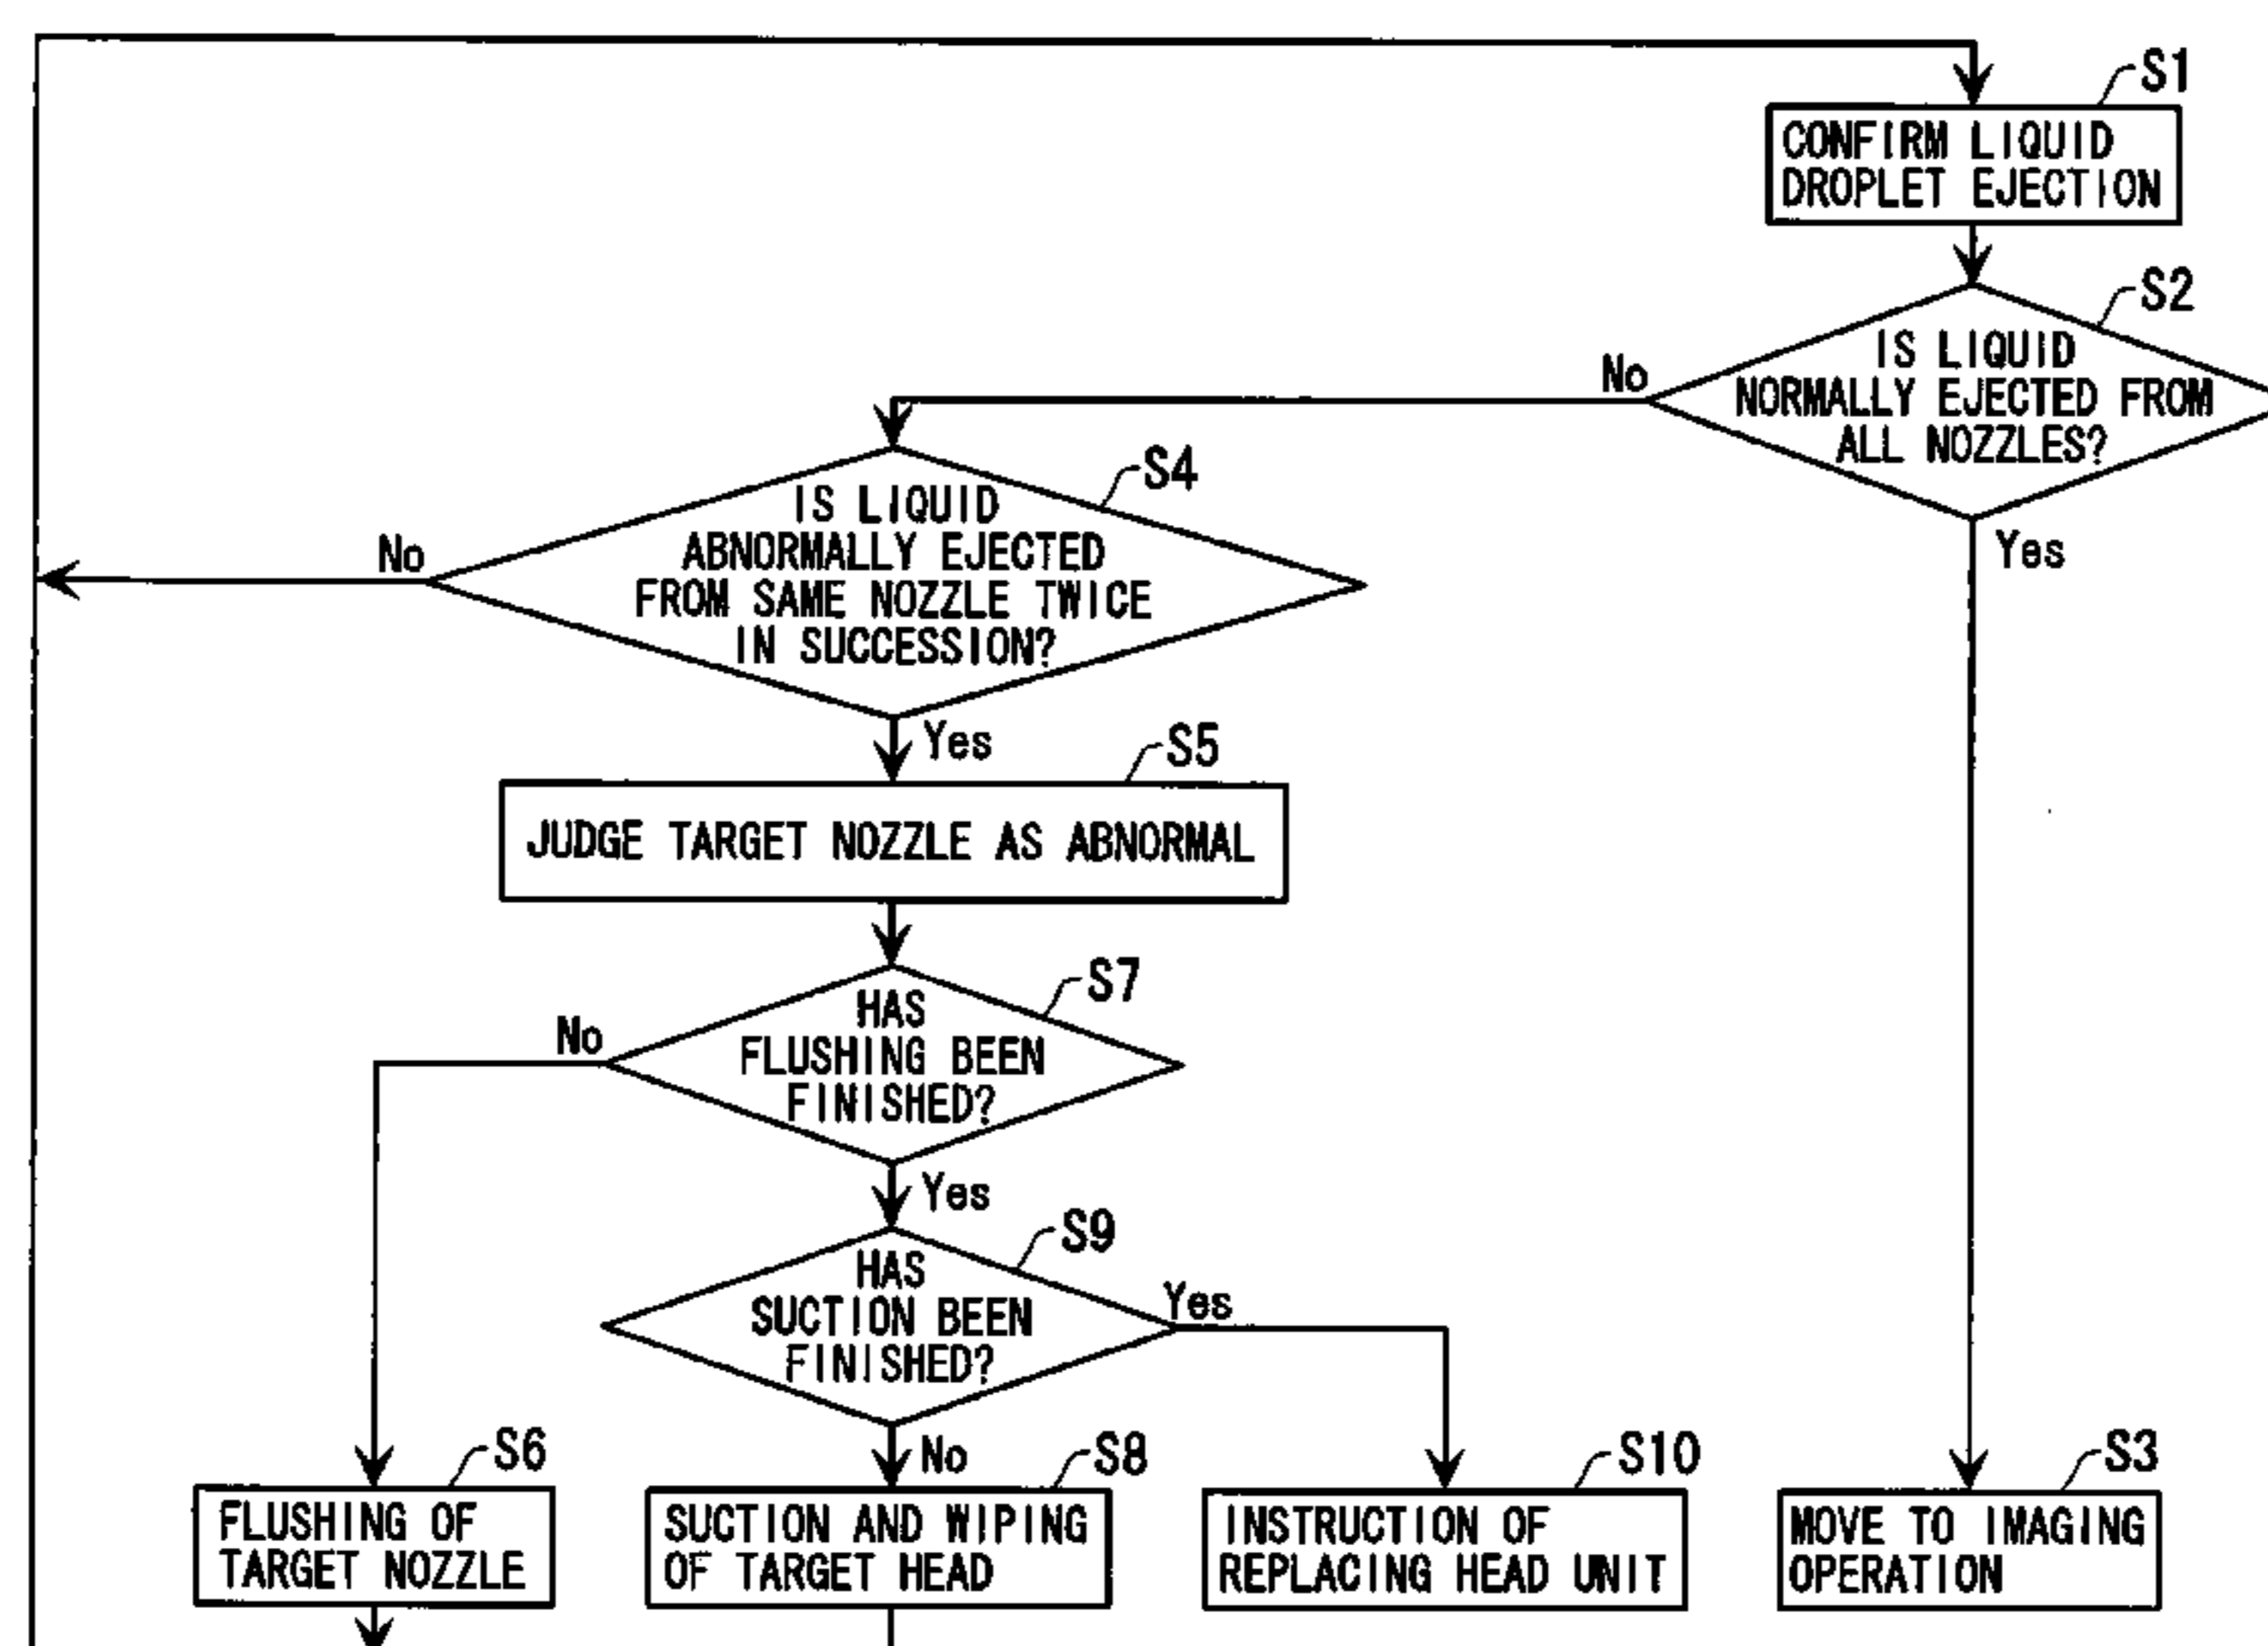 S1
CONFIRM LIQUID
DROPLET EJECTION
S2
IS LIQUID
NORMALLY EJECTED FROM
ALL NOZZLES?
No
Yes
S4
IS LIQUID
ABNORMALLY EJECTED
FROM SAME NOZZLE TWICE
IN SUCCESSION?
No
Yes
S5
JUDGE TARGET NOZZLE AS ABNORMAL
S7
HAS
FLUSHING BEEN
FINISHED?
No
Yes
S9
HAS
SUCTION BEEN
FINISHED?
Yes
No
S6
FLUSHING OF
TARGET NOZZLE
S8
SUCTION AND WIPING
OF TARGET HEAD
S10
INSTRUCTION OF
REPLACING HEAD UNIT
S3
MOVE TO IMAGING
OPERATION